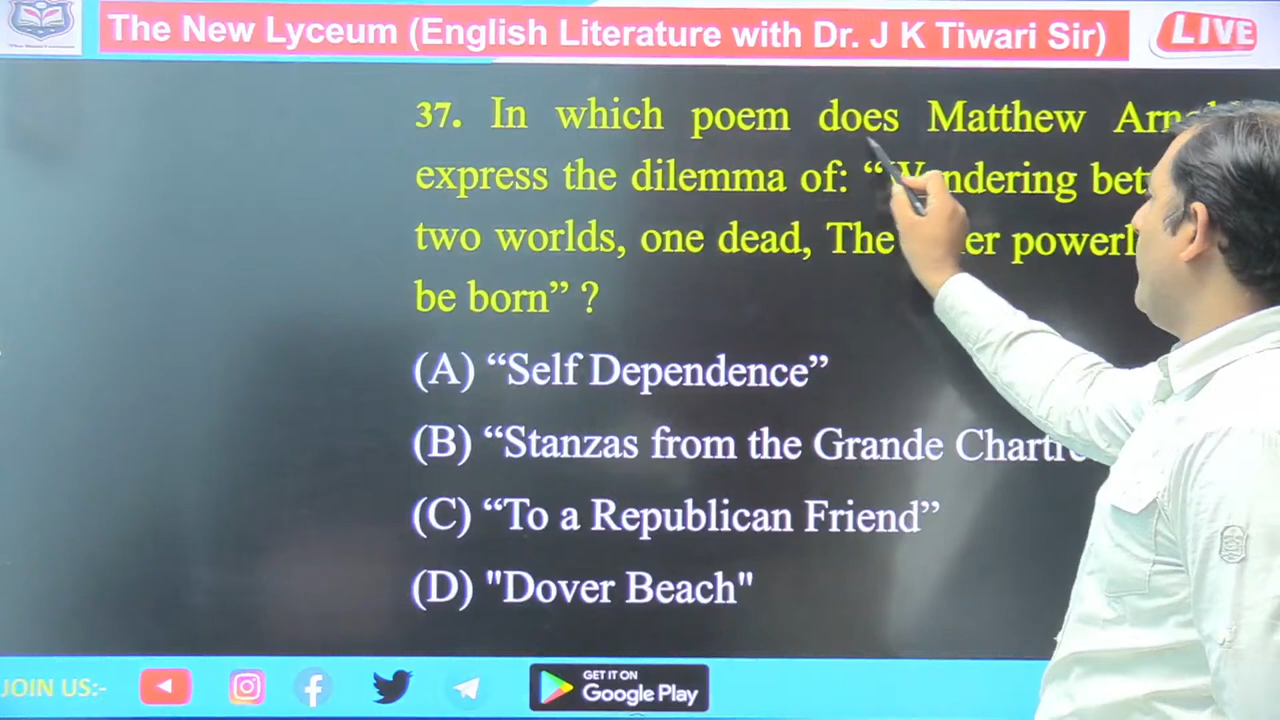 The New Lyceum (English Literature with Dr. J K Tiwari Sir)
LIVE
37. In which poem does Matthew
express the dilemma of:
two worlds, one dead, The
be born” ?
(A) “Self Dependence”
(B) “Stanzas from the Grande
(C) “To a Republican Friend”
(D) "Dover Beach"
JOIN US:-
GET IT ON
Google Play